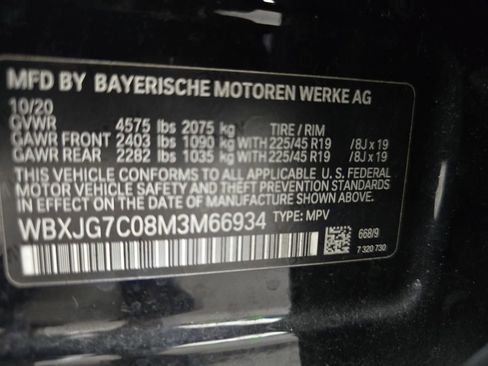 MFD BY BAYERISCHE MOTOREN WERKE AG
10/20
GVWR 4575 lbs 2075 kg TIRE / RIM
GAWR FRONT 2403 lbs 1090 kg WITH 225/45 R19 /8J x 19
GAWR REAR 2282 lbs 1035 kg WITH 225/45 R19 /8J x 19
THIS VEHICLE CONFORMS TO ALL APPLICABLE U. S. FEDERAL
MOTOR VEHICLE SAFETY AND THEFT PREVENTION STANDARDS
IN EFFECT ON THE DATE OF MANUFACTURE SHOWN ABOVE.
WBXJG7C08M3M66934 TYPE: MPV
668/9
7 320 730